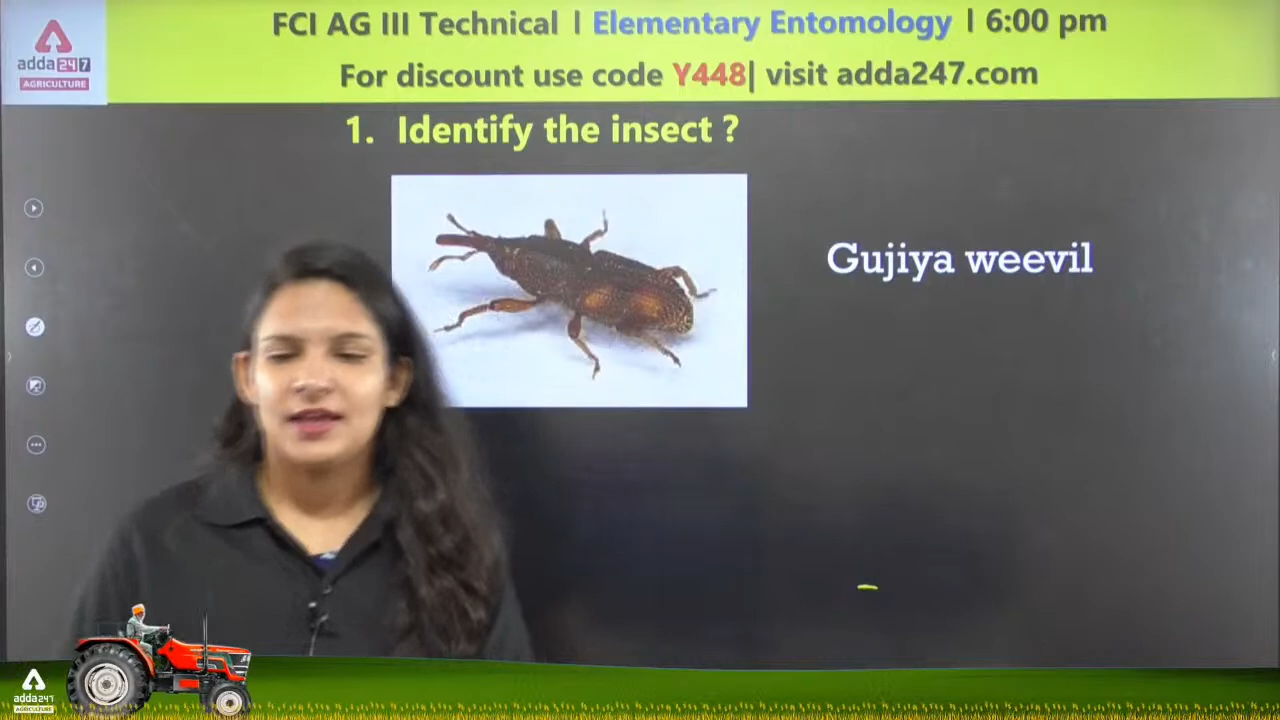 FCI AG III Technical I Elementary Entomology I 6:00 pm
For discount use code Y448| visit adda247.com
adda247
AGRICULTURE
1. Identify the insect ?
Gujiya weevil
adda247
AGRICULTURE